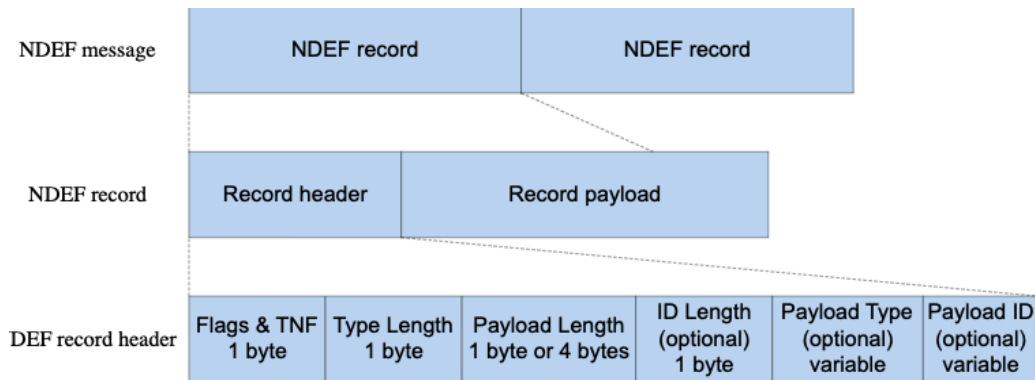 NDEF message
NDEF record
NDEF record
NDEF record
Record header
Record payload
DEF record header
Flags & TNF
1 byte
Type Length
1 byte
Payload Length
1 byte or 4 bytes
ID Length
(optional)
1 byte
Payload Type
(optional)
variable
Payload ID
(optional)
variable